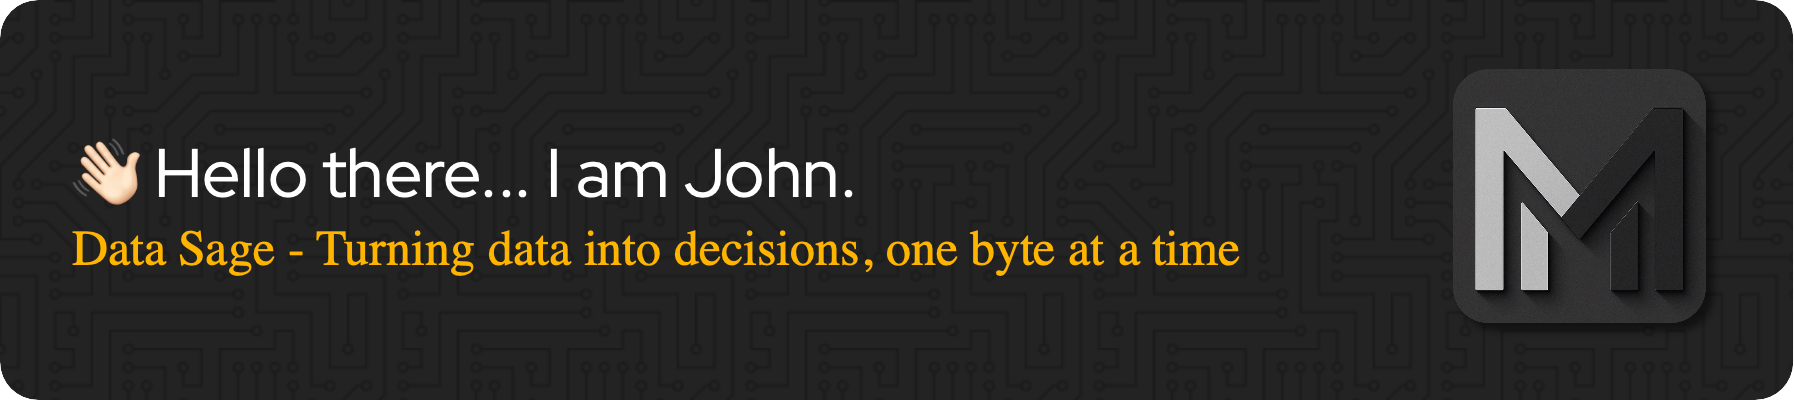 👋🏻 Hello there... I am John.
Data Sage - Turning data into decisions, one byte at a time
M